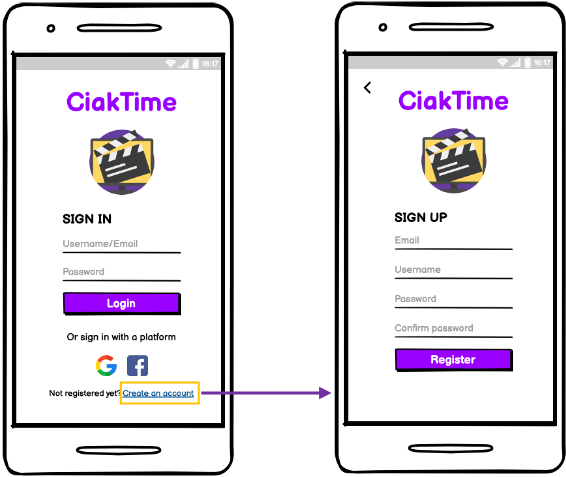 16:17
CiakTime
SIGN IN
Username/Email
Password
Login
Or sign in with a platform
Not registered yet? Create an account
16:17
CiakTime
SIGN UP
Email
Username
Password
Confirm password
Register